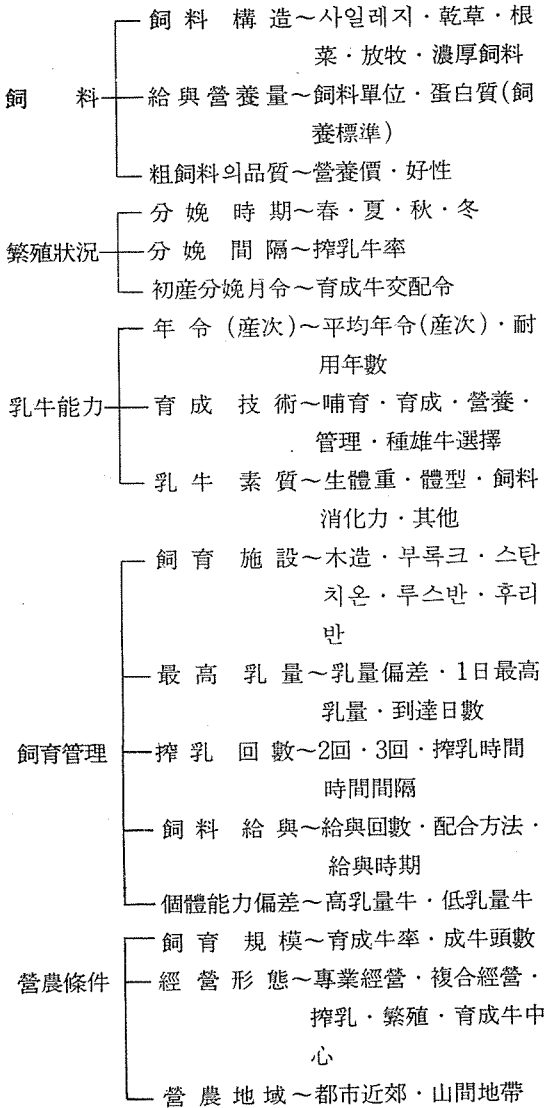 飼料構造~사일레지·乾草·根
菜·放牧·濃厚飼料
飼料 給與營養量~飼料單位·蛋白質(飼
養標準)
粗飼料의品質~營養價·好性
分娩時期~春·夏·秋·冬
繁殖狀況 分娩間隔~搾乳牛率
初産分娩月令~育成牛交配令
年令(産次)~平均年令(産次)·耐
用年數
乳牛能力 育成技術~哺育·育成·營養·
管理·種雄牛選擇
乳牛素質~生體重·體型·飼料
消化力·其他
飼育施設~木造·부록크·스탄
치온·루스반·후리
반
最高乳量~乳量偏差·1日最高
乳量·到達日數
飼育管理 搾乳回數~2回·3回·搾乳時間
時間間隔
飼料給與~給與回數·配合方法·
給與時期
個體能力偏差~高乳量牛·低乳量牛
飼育規模~育成牛率·成牛頭數
營農條件 經營形態~專業經營·複合經營·
搾乳·繁殖·育成牛中
心
營農地域~都市近郊·山間地帶